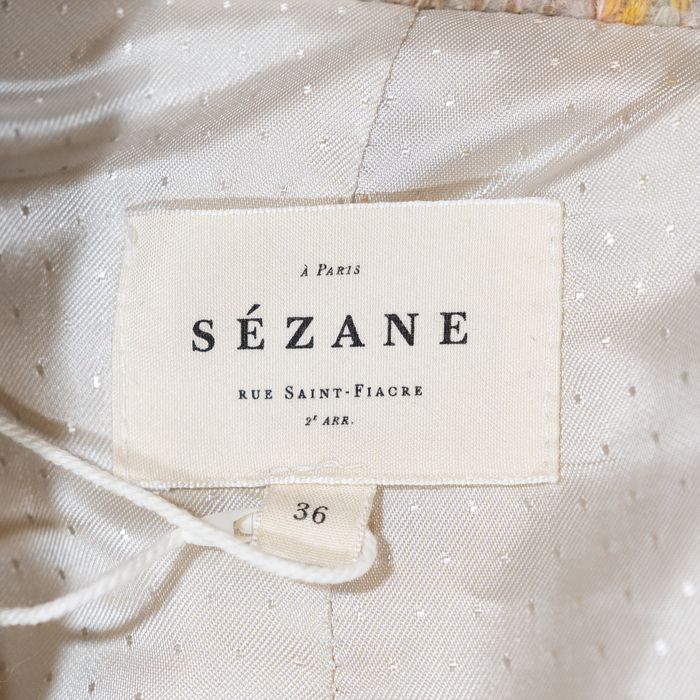 À PARIS
SÉZANE
RUE SAINT-FIACRE
2E ARR.
36